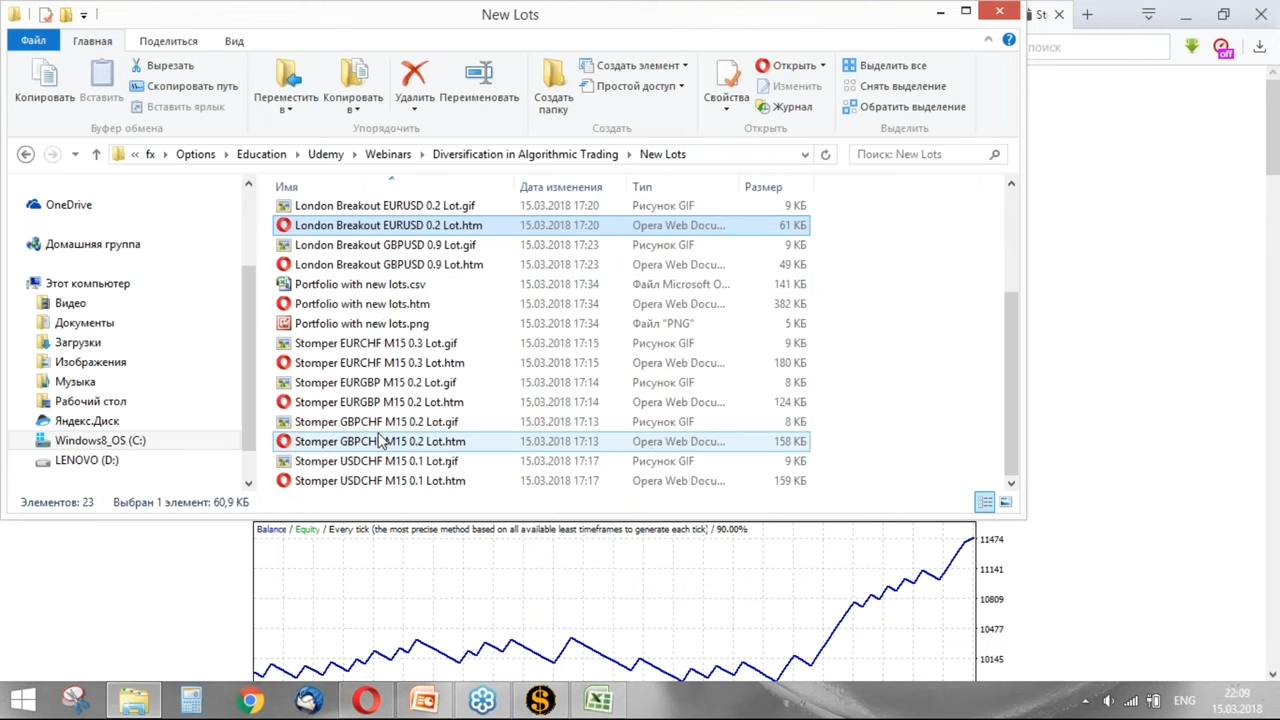 New Lots
St
Файл
Главная
Поделиться
Вид
поиск
off
Копировать
Вставить
Вырезать
Скопировать путь
Вставить ярлык
Буфер обмена
Переместить в
Копировать в
Удалить
Переименовать
Упорядочить
Создать папку
Создать элемент
Простой доступ
Создать
Свойства
Открыть
Изменить
Журнал
Открыть
Выделить все
Снять выделение
Обратить выделение
Выделить
« fx Options Education Udemy Webinars Diversification in Algorithmic Trading New Lots
Поиск: New Lots
OneDrive
Домашняя группа
Этот компьютер
Видео
Документы
Загрузки
Изображения
Музыка
Рабочий стол
Яндекс.Диск
Windows8_OS (C:)
LENOVO (D:)
Имя Дата изменения Тип Размер
London Breakout EURUSD 0.2 Lot.gif 15.03.2018 17:20 Рисунок GIF 9 КБ
London Breakout EURUSD 0.2 Lot.htm 15.03.2018 17:20 Opera Web Docu... 61 КБ
London Breakout GBPUSD 0.9 Lot.gif 15.03.2018 17:23 Рисунок GIF 9 КБ
London Breakout GBPUSD 0.9 Lot.htm 15.03.2018 17:23 Opera Web Docu... 49 КБ
Portfolio with new lots.csv 15.03.2018 17:34 Файл Microsoft O... 141 КБ
Portfolio with new lots.htm 15.03.2018 17:34 Opera Web Docu... 382 КБ
Portfolio with new lots.png 15.03.2018 17:34 Файл "PNG" 5 КБ
Stomper EURCHF M15 0.3 Lot.gif 15.03.2018 17:15 Рисунок GIF 9 КБ
Stomper EURCHF M15 0.3 Lot.htm 15.03.2018 17:15 Opera Web Docu... 180 КБ
Stomper EURGBP M15 0.2 Lot.gif 15.03.2018 17:14 Рисунок GIF 8 КБ
Stomper EURGBP M15 0.2 Lot.htm 15.03.2018 17:14 Opera Web Docu... 124 КБ
Stomper GBPCHF M15 0.2 Lot.gif 15.03.2018 17:13 Рисунок GIF 8 КБ
Stomper GBPCHF M15 0.2 Lot.htm 15.03.2018 17:13 Opera Web Docu... 158 КБ
Stomper USDCHF M15 0.1 Lot.gif 15.03.2018 17:17 Рисунок GIF 9 КБ
Stomper USDCHF M15 0.1 Lot.htm 15.03.2018 17:17 Opera Web Docu... 159 КБ
Элементов: 23 Выбран 1 элемент: 60,9 КБ
Balance / Equity / Every tick (the most precise method based on all available least timeframes to generate each tick) / 90.00%
11474
11141
10809
10477
10145
ENG
22:09
15.03.2018